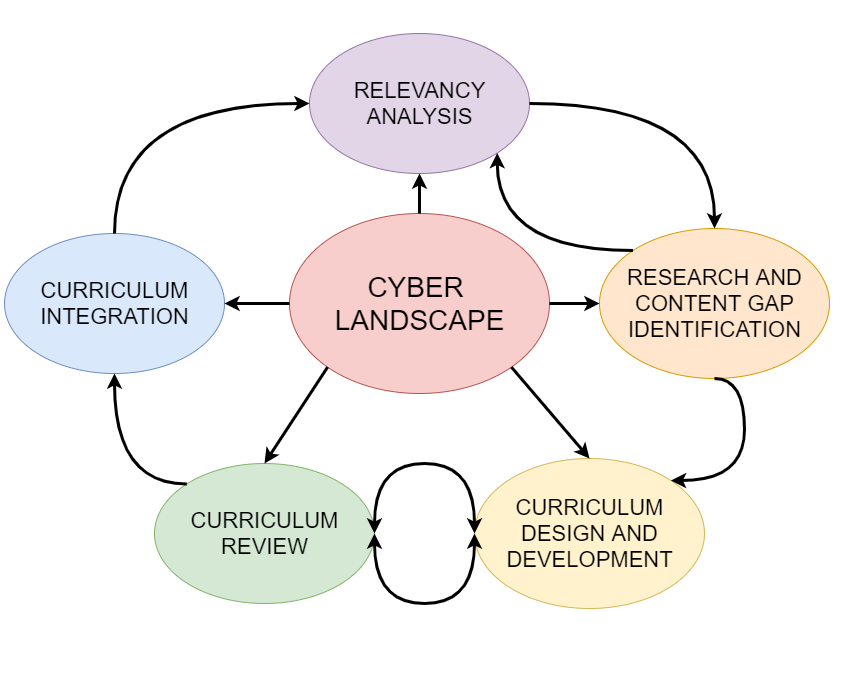 RELEVANCY
ANALYSIS
CURRICULUM
INTEGRATION
CYBER
LANDSCAPE
RESEARCH AND
CONTENT GAP
IDENTIFICATION
CURRICULUM
REVIEW
CURRICULUM
DESIGN AND
DEVELOPMENT